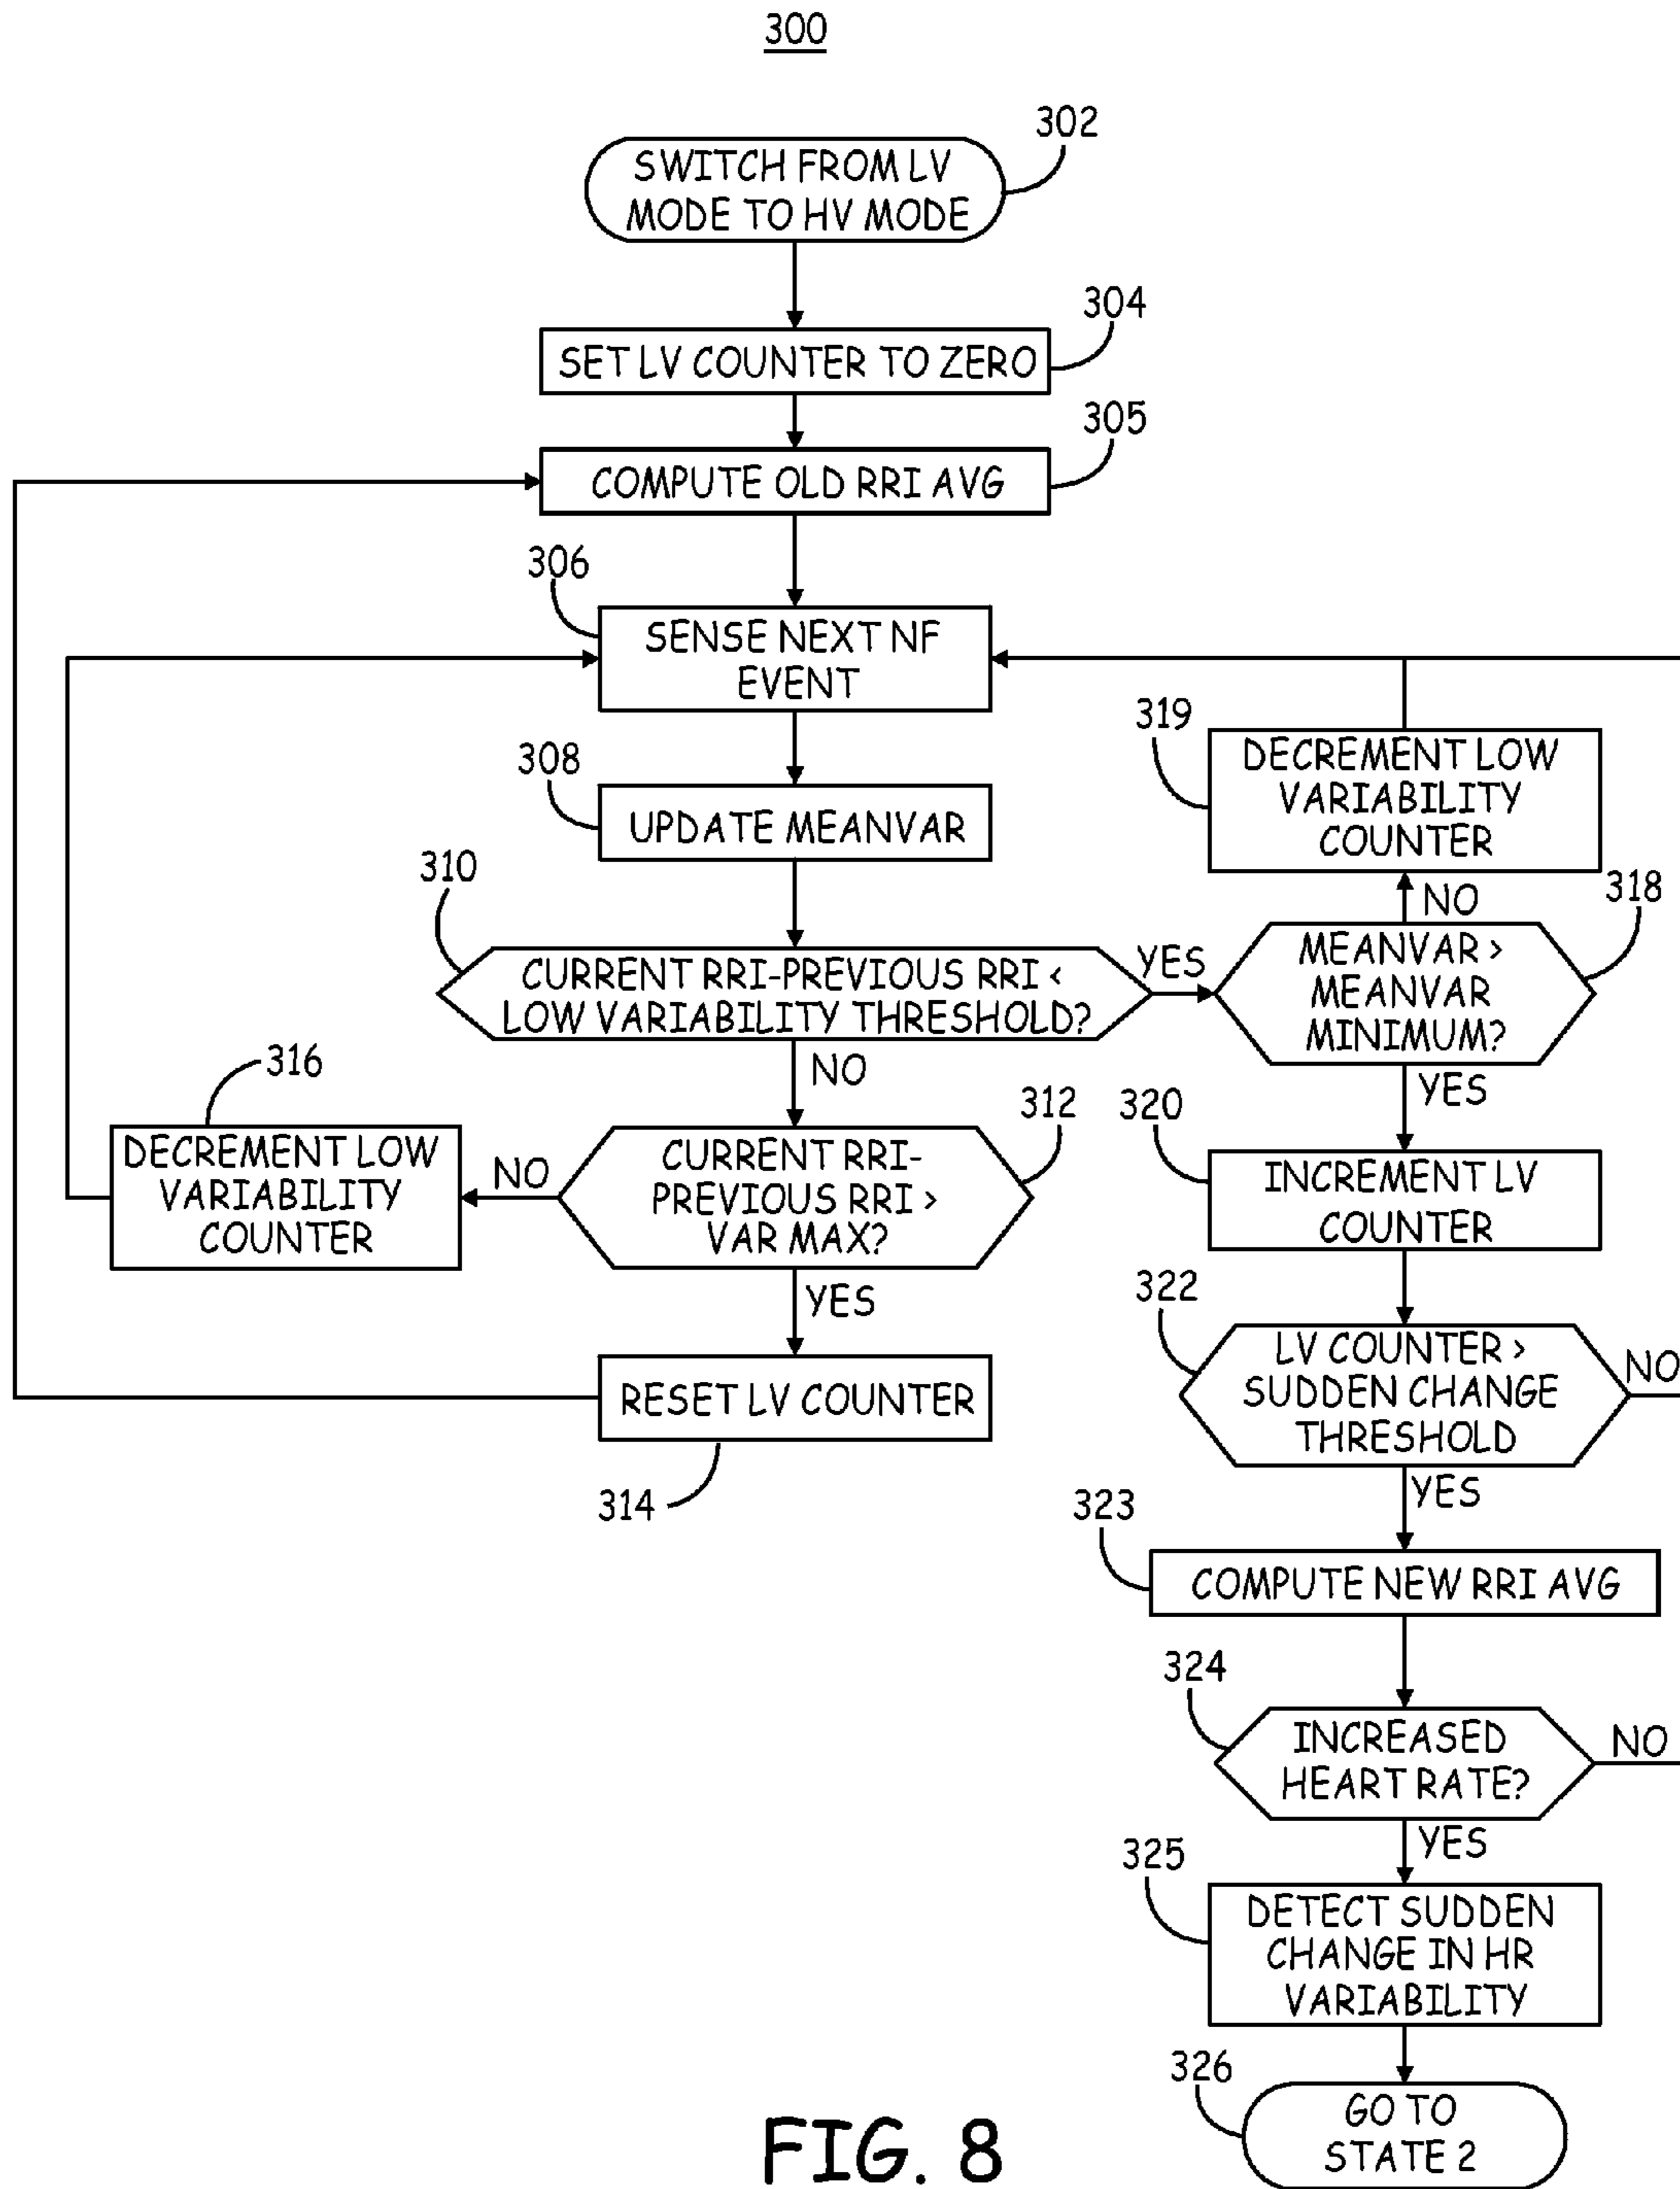 300
302
SWITCH FROM LV
MODE TO HV MODE
304
SET LV COUNTER TO ZERO
305
COMPUTE OLD RRI AVG
306
SENSE NEXT NF
EVENT
308
UPDATE MEANVAR
310
CURRENT RRI-PREVIOUS RRI <
LOW VARIABILITY THRESHOLD?
YES
NO
312
CURRENT RRI-
PREVIOUS RRI >
VAR MAX?
NO
316
DECREMENT LOW
VARIABILITY
COUNTER
YES
RESET LV COUNTER
314
319
DECREMENT LOW
VARIABILITY
COUNTER
NO
318
MEANVAR >
MEANVAR
MINIMUM?
YES
320
INCREMENT LV
COUNTER
322
LV COUNTER >
SUDDEN CHANGE
THRESHOLD
NO
YES
323
COMPUTE NEW RRI AVG
324
INCREASED
HEART RATE?
NO
YES
325
DETECT SUDDEN
CHANGE IN HR
VARIABILITY
326
GO TO
STATE 2
FIG. 8